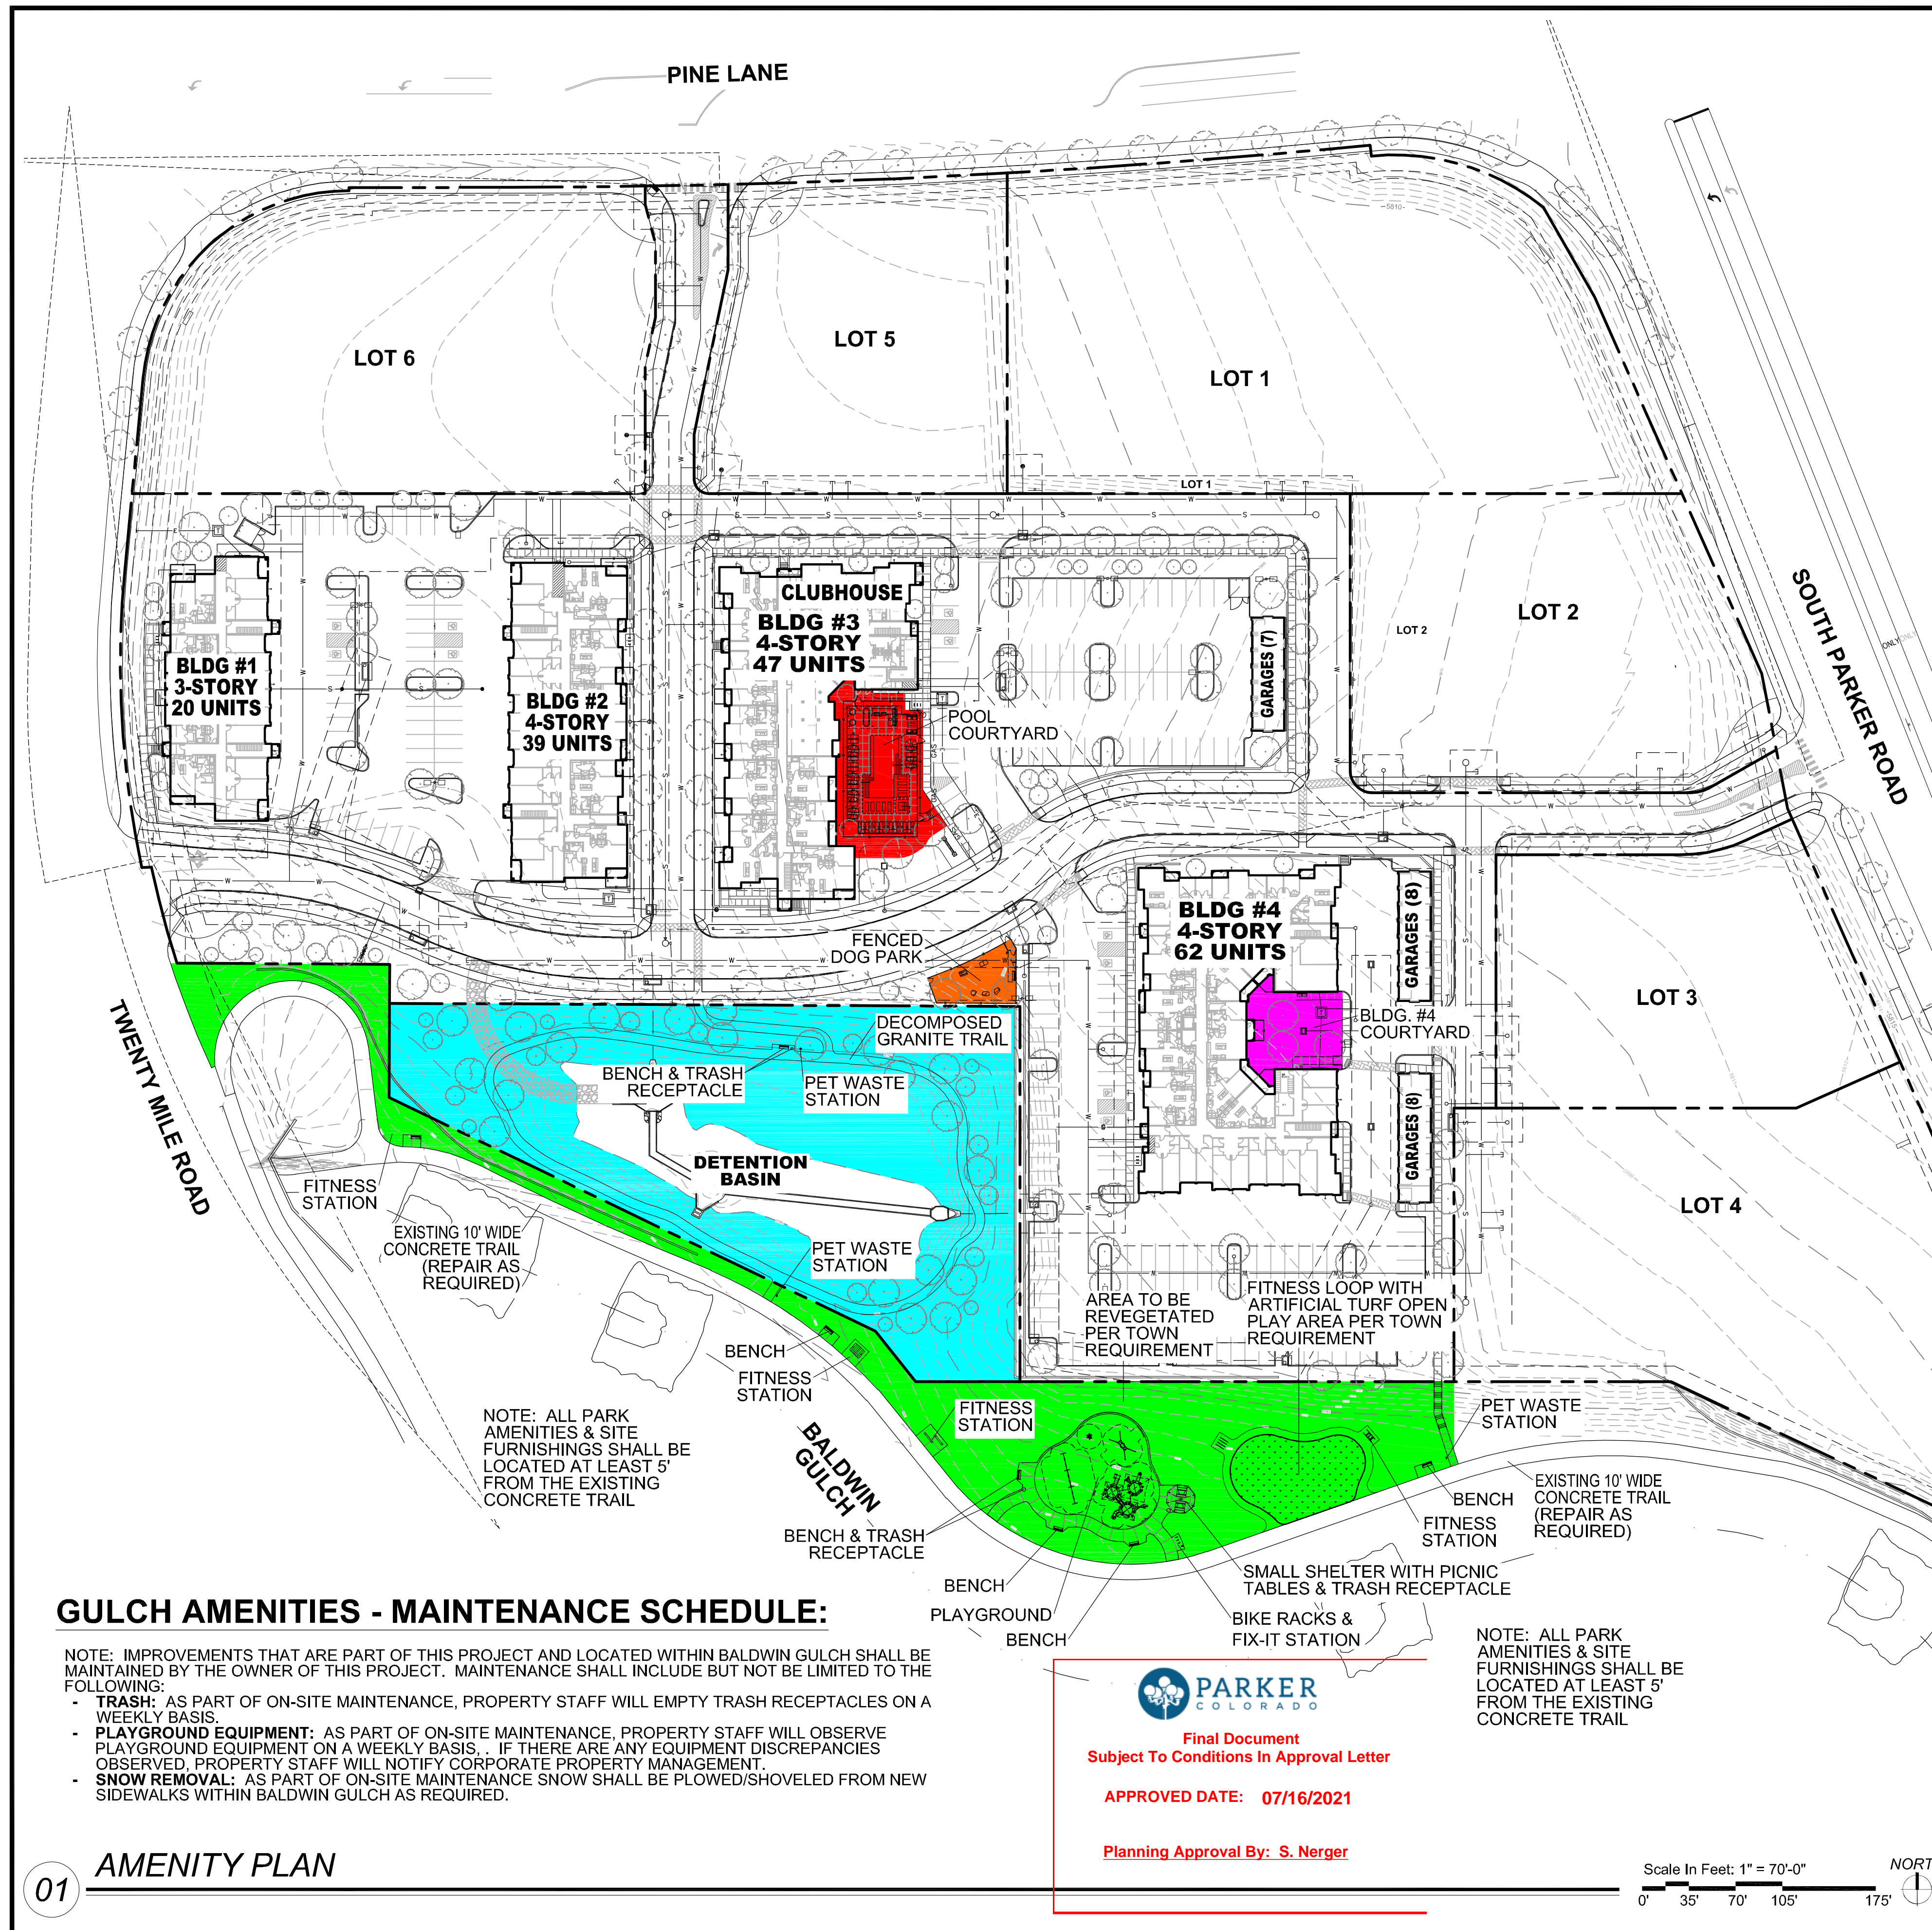 PINE LANE
5810
LOT 6
LOT 5
LOT 1
LOT 1
LOT 2
LOT 2
SOUTH PARKER ROAD
ONLY
CLUBHOUSE
BLDG #3
4-STORY
47 UNITS
BLDG #1
3-STORY
20 UNITS
BLDG #2
4-STORY
39 UNITS
GARAGES (7)
POOL
COURTYARD
GAS
BLDG #4
4-STORY
62 UNITS
GARAGES (8)
FENCED
DOG PARK
LOT 3
BLDG. #4
COURTYARD
TWENTY MILE ROAD
DECOMPOSED
GRANITE TRAIL
BENCH & TRASH
RECEPTACLE
PET WASTE
STATION
GARAGES (8)
DETENTION
BASIN
LOT 4
FITNESS
STATION
EXISTING 10' WIDE
CONCRETE TRAIL
(REPAIR AS
REQUIRED)
PET WASTE
STATION
AREA TO BE
REVEGETATED
PER TOWN
REQUIREMENT
FITNESS LOOP WITH
ARTIFICIAL TURF OPEN
PLAY AREA PER TOWN
REQUIREMENT
BENCH
FITNESS
STATION
FITNESS
STATION
PET WASTE
STATION
NOTE: ALL PARK
AMENITIES & SITE
FURNISHINGS SHALL BE
LOCATED AT LEAST 5'
FROM THE EXISTING
CONCRETE TRAIL
BALDWIN
GULCH
BENCH
EXISTING 10' WIDE
CONCRETE TRAIL
(REPAIR AS
REQUIRED)
FITNESS
STATION
BENCH & TRASH
RECEPTACLE
SMALL SHELTER WITH PICNIC
TABLES & TRASH RECEPTACLE
BENCH
PLAYGROUND
BENCH
BIKE RACKS &
FIX-IT STATION
NOTE: ALL PARK
AMENITIES & SITE
FURNISHINGS SHALL BE
LOCATED AT LEAST 5'
FROM THE EXISTING
CONCRETE TRAIL
GULCH AMENITIES - MAINTENANCE SCHEDULE:
NOTE: IMPROVEMENTS THAT ARE PART OF THIS PROJECT AND LOCATED WITHIN BALDWIN GULCH SHALL BE
MAINTAINED BY THE OWNER OF THIS PROJECT. MAINTENANCE SHALL INCLUDE BUT NOT BE LIMITED TO THE
FOLLOWING:
- TRASH: AS PART OF ON-SITE MAINTENANCE, PROPERTY STAFF WILL EMPTY TRASH RECEPTACLES ON A
WEEKLY BASIS.
- PLAYGROUND EQUIPMENT: AS PART OF ON-SITE MAINTENANCE, PROPERTY STAFF WILL OBSERVE
PLAYGROUND EQUIPMENT ON A WEEKLY BASIS, . IF THERE ARE ANY EQUIPMENT DISCREPANCIES
OBSERVED, PROPERTY STAFF WILL NOTIFY CORPORATE PROPERTY MANAGEMENT.
- SNOW REMOVAL: AS PART OF ON-SITE MAINTENANCE SNOW SHALL BE PLOWED/SHOVELED FROM NEW
SIDEWALKS WITHIN BALDWIN GULCH AS REQUIRED.
PARKER
COLORADO
Final Document
Subject To Conditions In Approval Letter
APPROVED DATE: 07/16/2021
Planning Approval By: S. Nerger
01
AMENITY PLAN
Scale In Feet: 1" = 70'-0"
0' 35' 70' 105' 175'
NORT